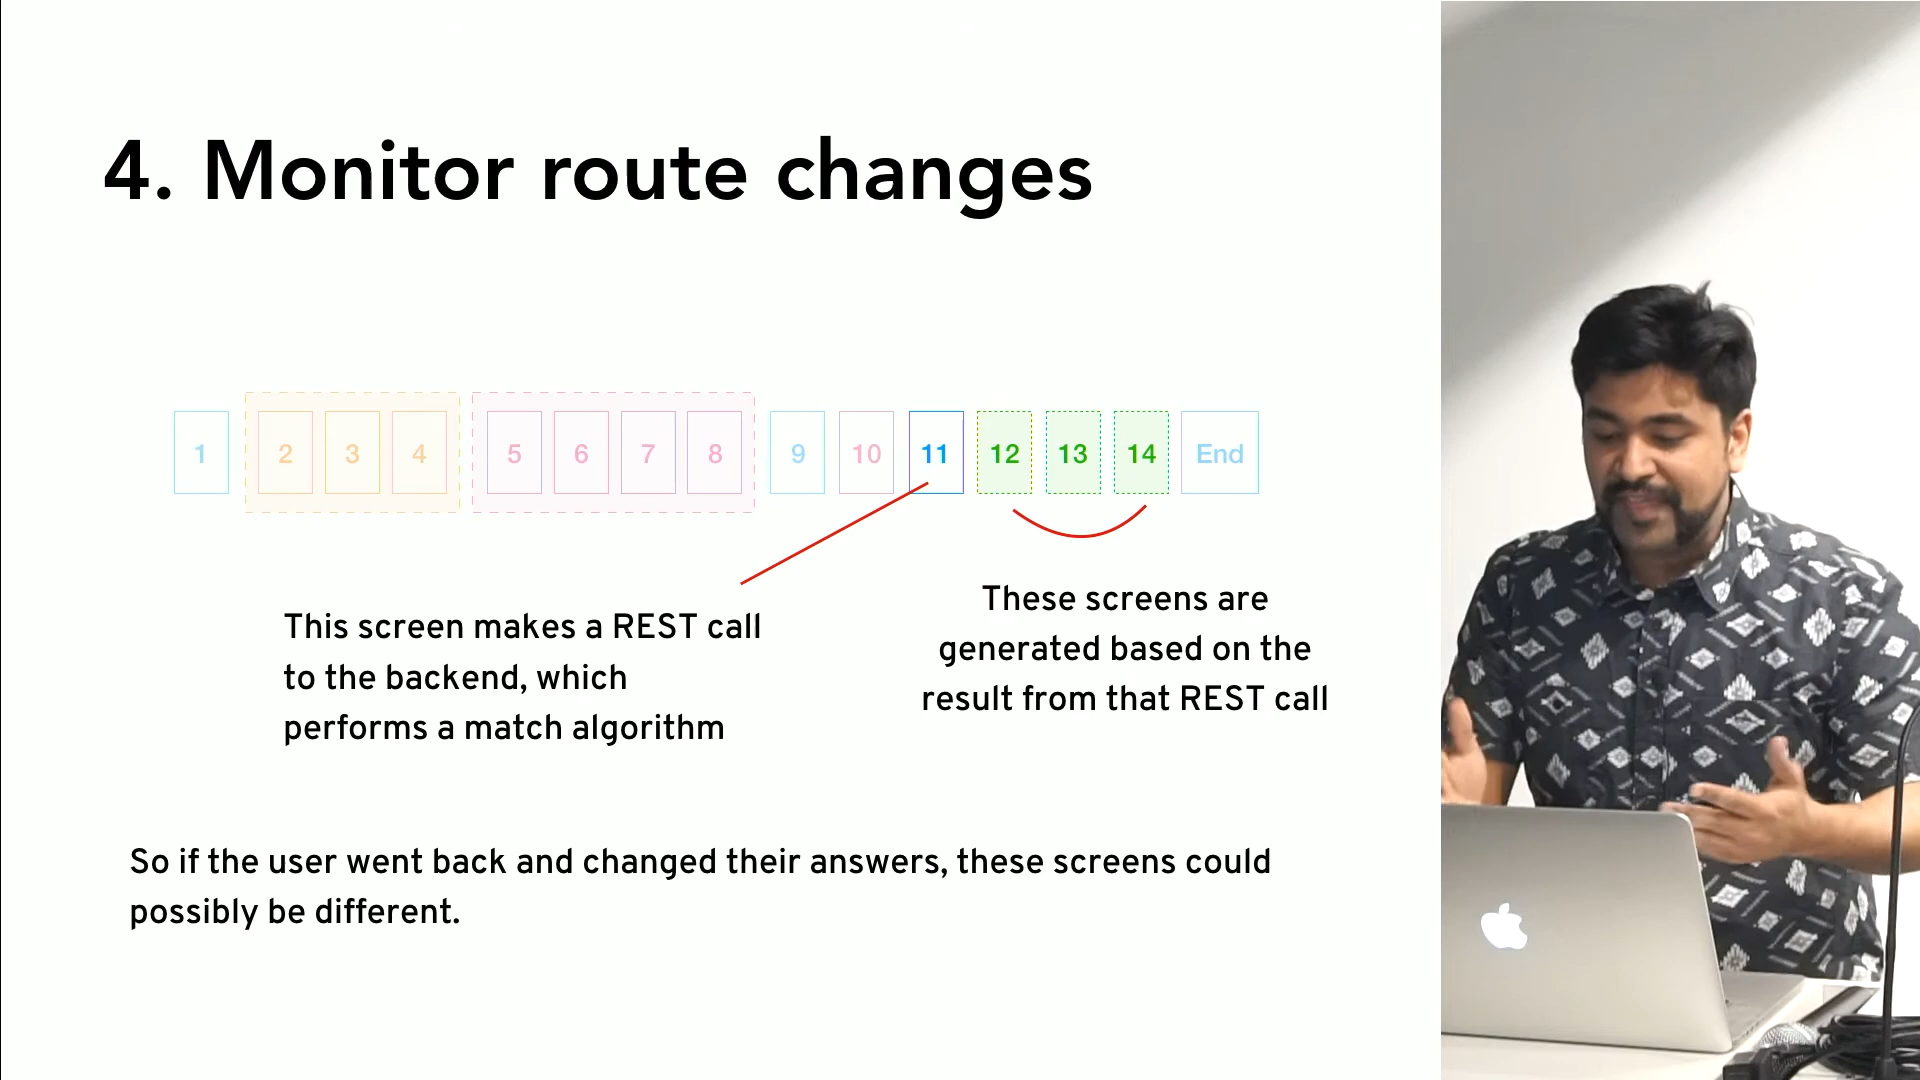 4. Monitor route changes
1 2 3 4 5 6 7 8 9 10 11 12 13 14 End
This screen makes a REST call
to the backend, which
performs a match algorithm
These screens are
generated based on the
result from that REST call
So if the user went back and changed their answers, these screens could
possibly be different.